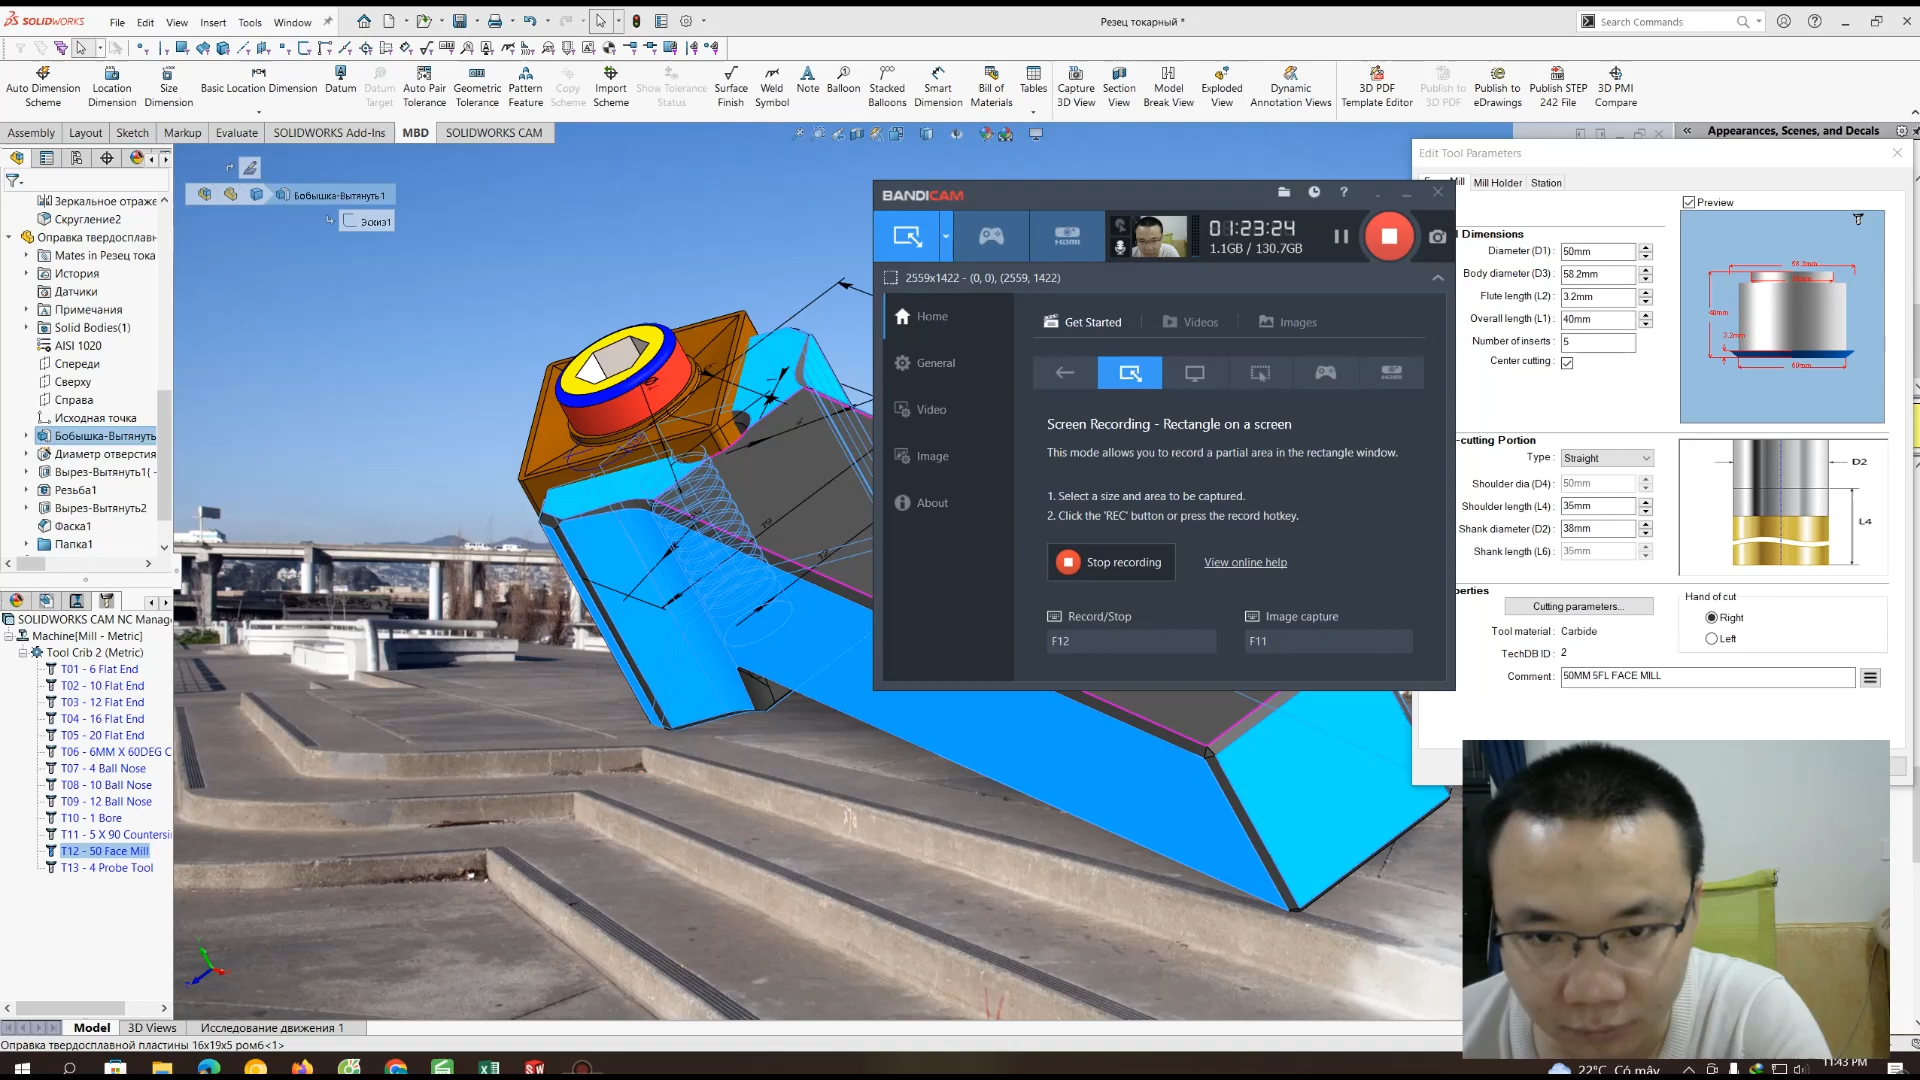 SOLIDWORKS File Edit View Insert Tools Window
Резец токарный *
Search Commands
Auto Dimension Scheme
Location Dimension
Size Dimension
Basic Location Dimension
Datum
Datum Target
Auto Pair Tolerance
Geometric Tolerance
Pattern Feature
Copy Scheme
Import Scheme
Show Tolerance Status
Surface Finish
Weld Symbol
Note
Balloon
Stacked Balloons
Smart Dimension
Bill of Materials
Tables
Capture 3D View
Section View
Model Break View
Exploded View
Dynamic Annotation Views
3D PDF Template Editor
Publish to 3D PDF
Publish to eDrawings
Publish STEP 242 File
3D PMI Compare
Assembly Layout Sketch Markup Evaluate SOLIDWORKS Add-Ins MBD SOLIDWORKS CAM
Appearances, Scenes, and Decals
Зеркальное отраже
Скругление2
Оправка твердосплавн
Mates in Резец тока
История
Датчики
Примечания
Solid Bodies(1)
AISI 1020
Спереди
Сверху
Справа
Исходная точка
Бобышка-Вытянуть
Диаметр отверстия
Вырез-Вытянуть1{ -
Резьба1
Вырез-Вытянуть2
Фаска1
Папка1
SOLIDWORKS CAM NC Manag
Machine[Mill - Metric]
Tool Crib 2 (Metric)
T01 - 6 Flat End
T02 - 10 Flat End
T03 - 12 Flat End
T04 - 16 Flat End
T05 - 20 Flat End
T06 - 6MM X 60DEG C
T07 - 4 Ball Nose
T08 - 10 Ball Nose
T09 - 12 Ball Nose
T10 - 1 Bore
T11 - 5 X 90 Countersi
T12 - 50 Face Mill
T13 - 4 Probe Tool
Бобышка-Вытянуть1
Эскиз1
BANDICAM
01:23:24
1.1GB / 130.7GB
2559x1422 - (0, 0), (2559, 1422)
Home
General
Video
Image
About
Get Started Videos Images
Screen Recording - Rectangle on a screen
This mode allows you to record a partial area in the rectangle window.
1. Select a size and area to be captured.
2. Click the 'REC' button or press the record hotkey.
Stop recording View online help
Record/Stop Image capture
F12 F11
Edit Tool Parameters
Mill Mill Holder Station
Preview
Dimensions
Diameter (D1) : 50mm
Body diameter (D3) : 58.2mm
Flute length (L2) : 3.2mm
Overall length (L1) : 40mm
Number of inserts : 5
Center cutting :
68.2mm
40mm
3.2mm
60mm
-cutting Portion
Type : Straight
Shoulder dia (D4) : 50mm
Shoulder length (L4) : 35mm
Shank diameter (D2) : 38mm
Shank length (L6) : 35mm
D2
L4
erties
Cutting parameters...
Tool material : Carbide
TechDB ID : 2
Comment : 50MM 5FL FACE MILL
Hand of cut
Right
Left
Model 3D Views Исследование движения 1
Оправка твердосплавной пластины 16x19x5 ромб<1>
22°C Có mây
11:43 PM